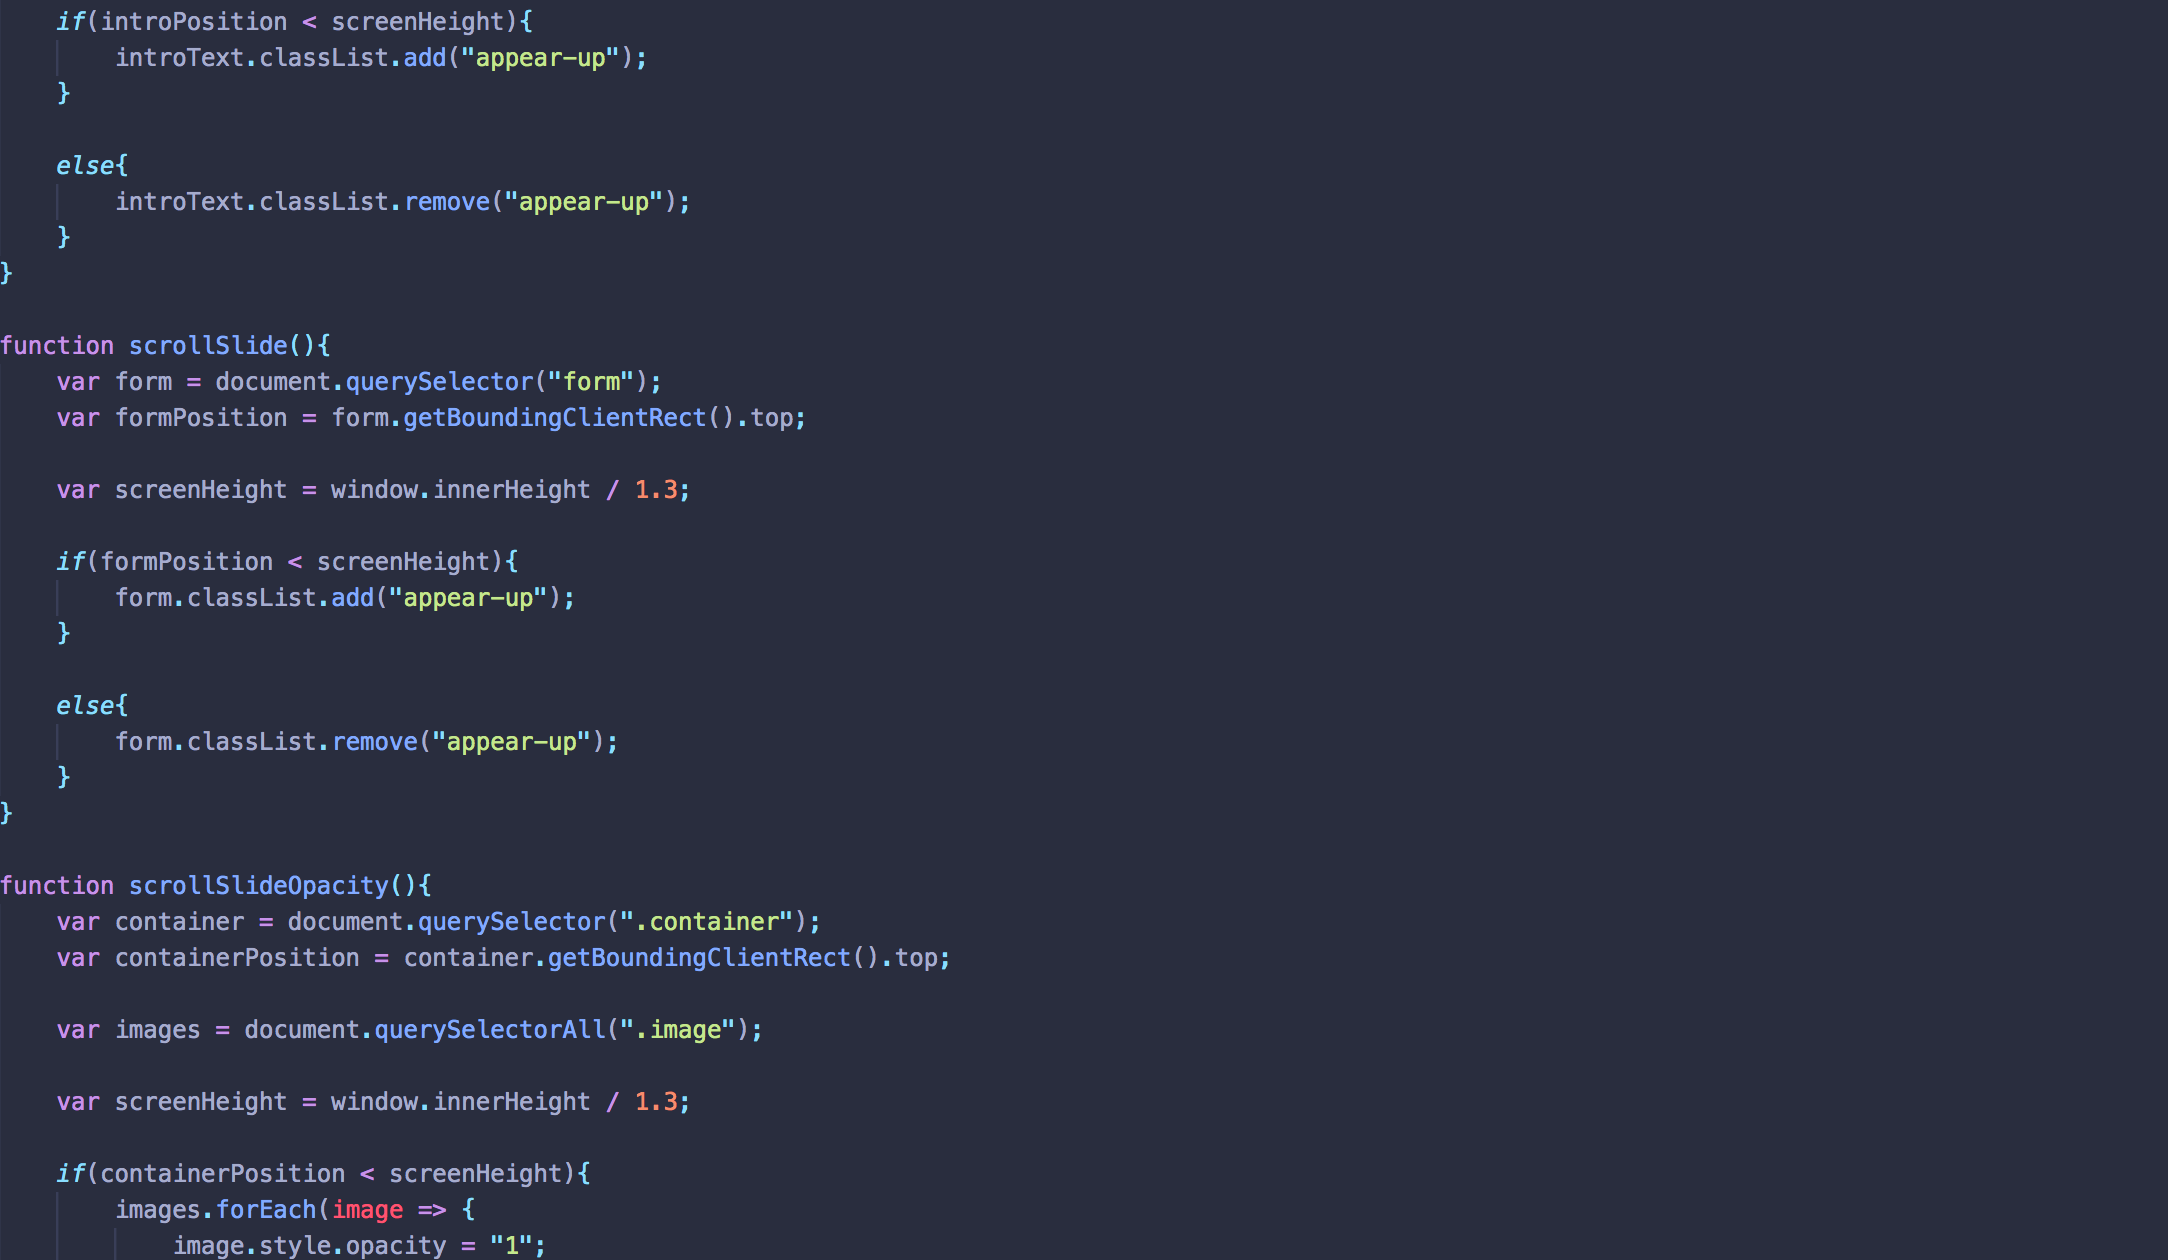 if(introPosition < screenHeight){
introText.classList.add("appear-up");
}
else{
introText.classList.remove("appear-up");
}
}
function scrollSlide(){
var form = document.querySelector("form");
var formPosition = form.getBoundingClientRect().top;
var screenHeight = window.innerHeight / 1.3;
if(formPosition < screenHeight){
form.classList.add("appear-up");
}
else{
form.classList.remove("appear-up");
}
}
function scrollSlideOpacity(){
var container = document.querySelector(".container");
var containerPosition = container.getBoundingClientRect().top;
var images = document.querySelectorAll(".image");
var screenHeight = window.innerHeight / 1.3;
if(containerPosition < screenHeight){
images.forEach(image => {
image.style.opacity = "1";